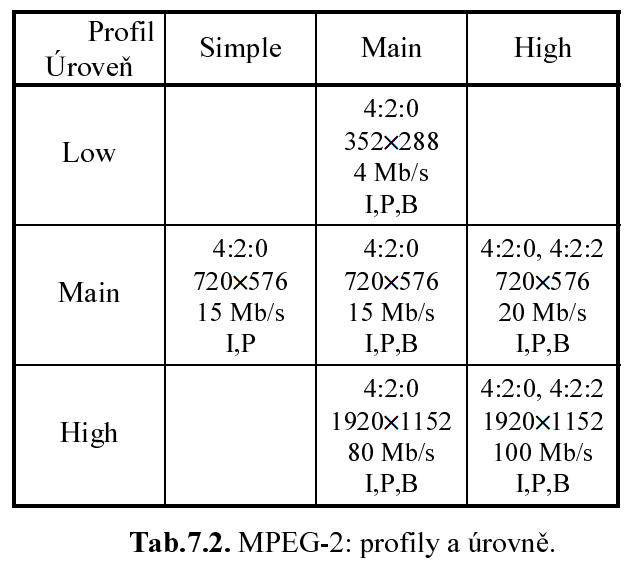 Profil
Úroveň
Simple
Main
High
Low
4:2:0
352×288
4 Mb/s
I,P,B
Main
4:2:0
720×576
15 Mb/s
I,P
4:2:0
720×576
15 Mb/s
I,P,B
4:2:0, 4:2:2
720×576
20 Mb/s
I,P,B
High
4:2:0
1920×1152
80 Mb/s
I,P,B
4:2:0, 4:2:2
1920×1152
100 Mb/s
I,P,B
Tab.7.2. MPEG-2: profily a úrovně.